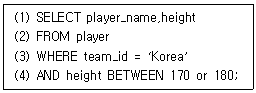 (1) SELECT player_name,height
(2) FROM player
(3) WHERE team_id = ‘Korea’
(4) AND height BETWEEN 170 or 180;